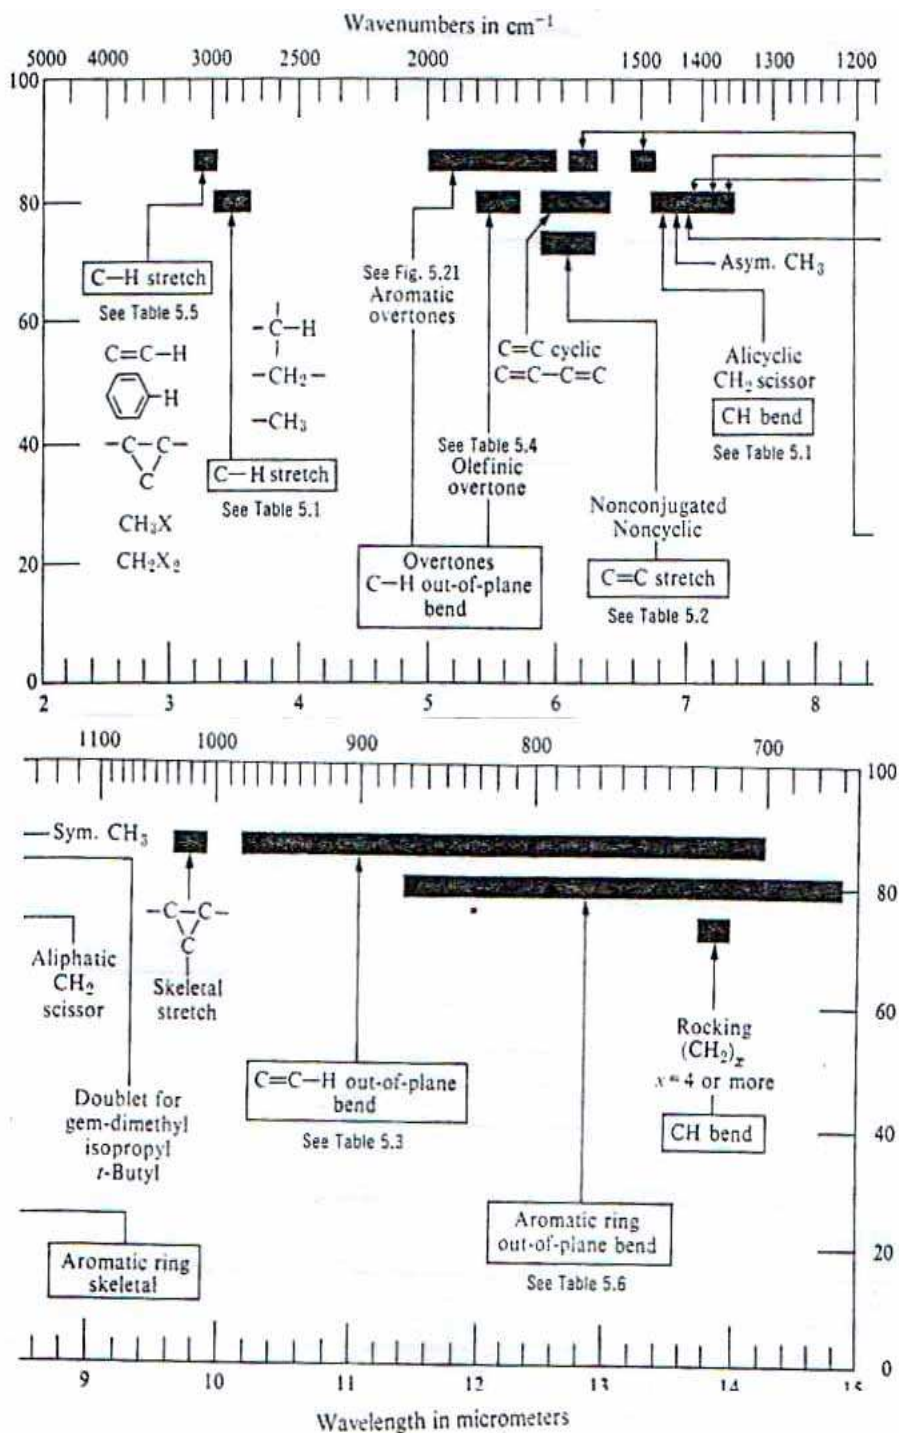 Wavenumbers in cm⁻¹
5000 4000 3000 2500 2000 1500 1400 1300 1200
100
80
60
40
20
0
C—H stretch
See Table 5.5
C=C—H
H
—C—C—
C
CH₃X
CH₂X₂
—C—H
—CH₂—
—CH₃
C—H stretch
See Table 5.1
See Fig. 5.21
Aromatic
overtones
See Table 5.4
Olefinic
overtone
Overtones
C—H out-of-plane
bend
C=C cyclic
C=C—C=C
Nonconjugated
Noncyclic
C=C stretch
See Table 5.2
Asym. CH₃
Alicyclic
CH₂ scissor
CH bend
See Table 5.1
2 3 4 5 6 7 8
1100 1000 900 800 700
100
80
60
40
20
0
Sym. CH₃
Aliphatic
CH₂
scissor
—C—C—
C
Skeletal
stretch
Doublet for
gem-dimethyl
isopropyl
t-Butyl
Aromatic ring
skeletal
C=C—H out-of-plane
bend
See Table 5.3
Rocking
(CH₂)ₓ
x = 4 or more
CH bend
Aromatic ring
out-of-plane bend
See Table 5.6
9 10 11 12 13 14 15
Wavelength in micrometers